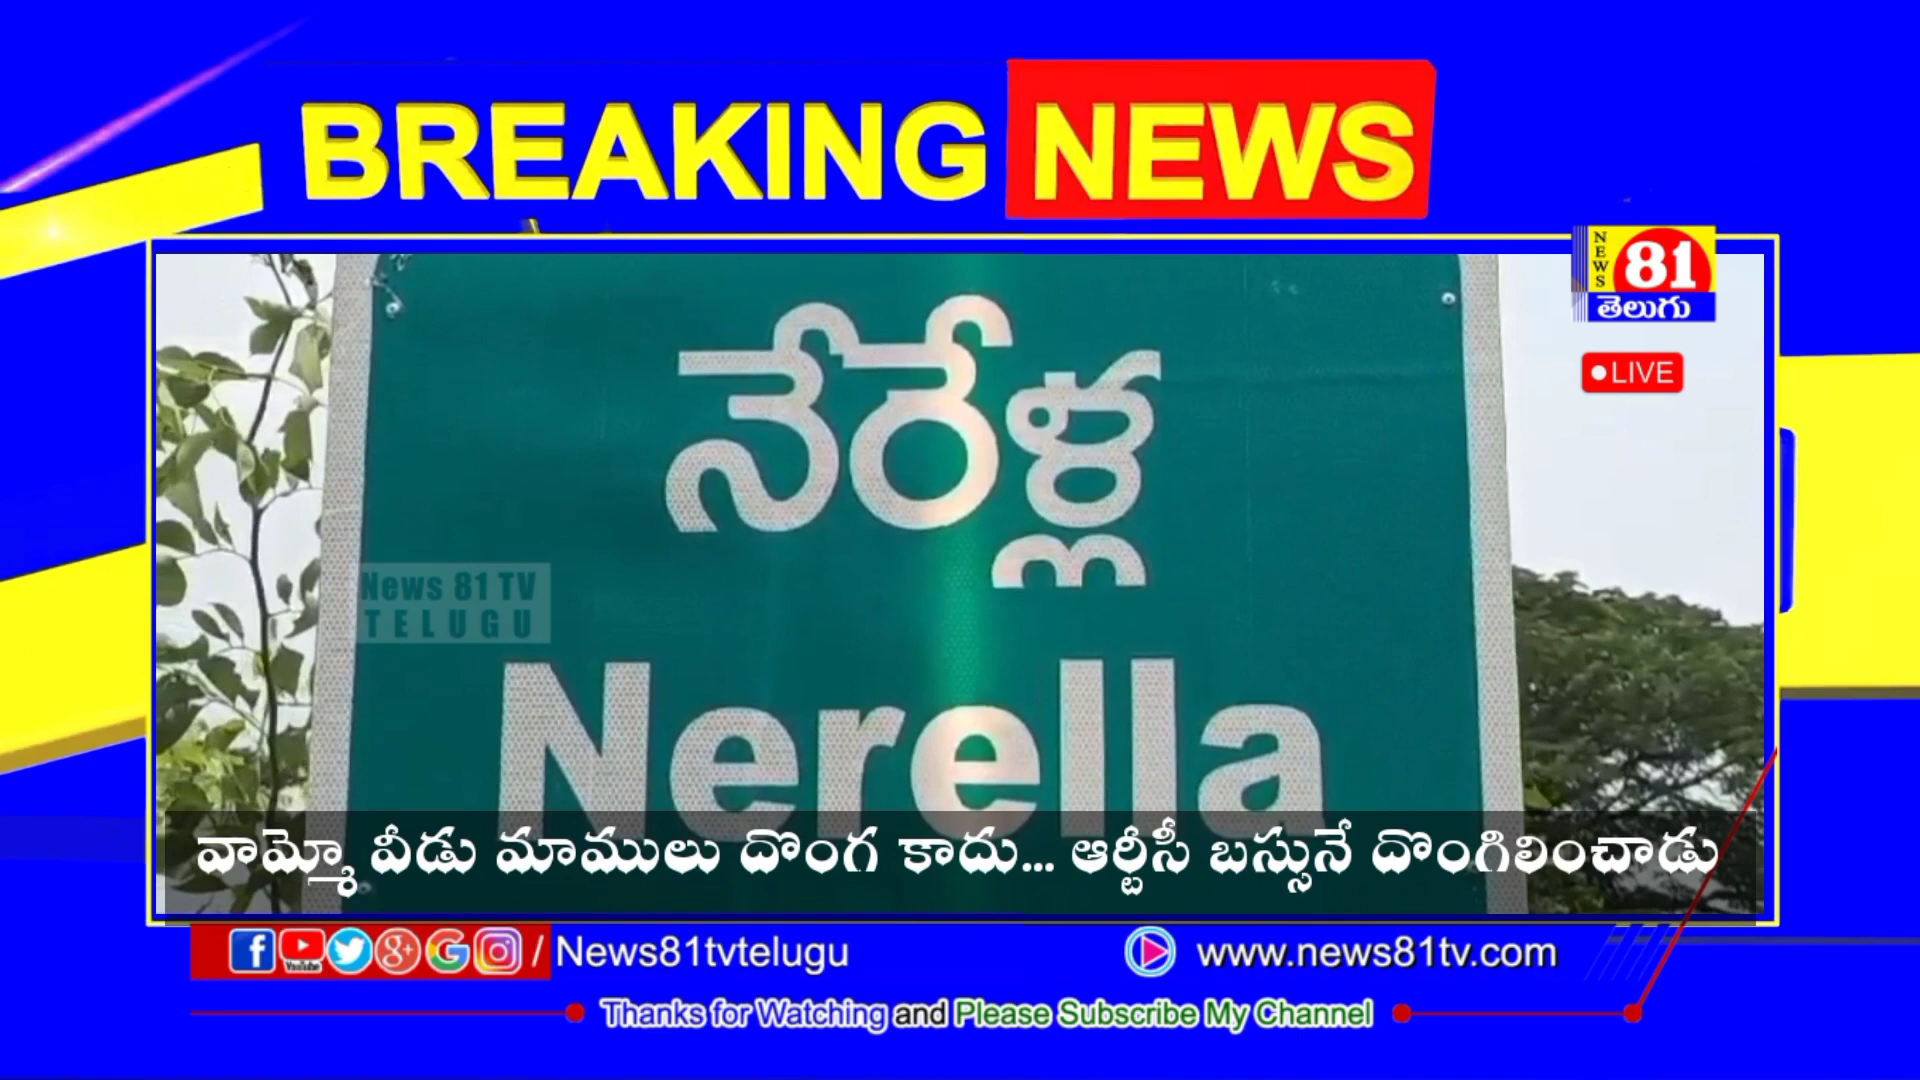 BREAKING NEWS
NEWS
81
తెలుగు
LIVE
నేరేళ్ల
News 81 TV
TELUGU
Nerella
వామ్మో వీడు మాములు దొంగ కాదు... ఆర్టీసీ బస్సునే దొంగిలించాడు
/ News81tvtelugu
www.news81tv.com
Thanks for Watching and Please Subscribe My Channel